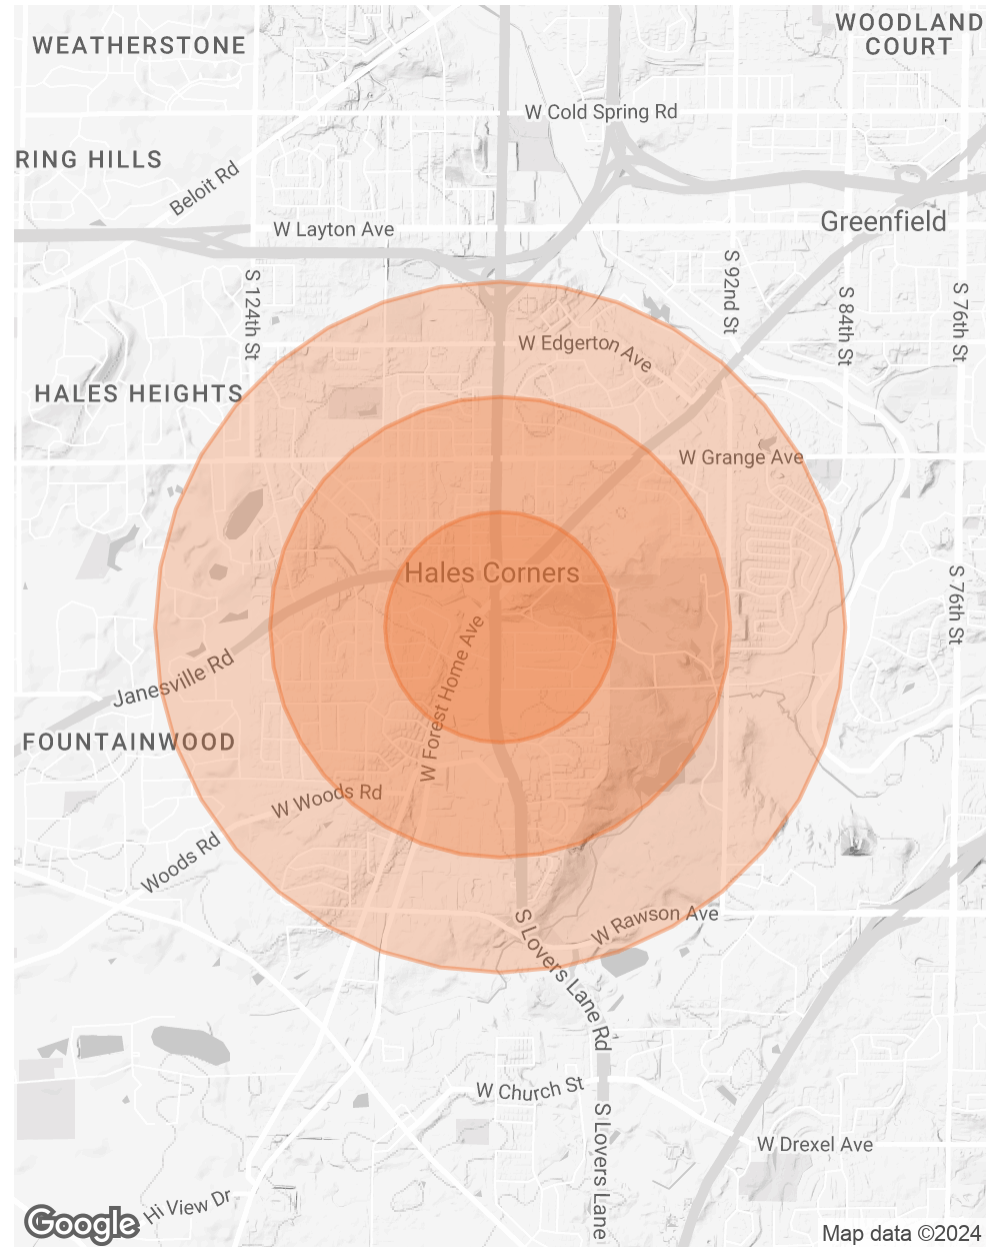 WOODLAND
COURT
WEATHERSTONE
W Cold Spring Rd
RING HILLS
Beloit Rd
W Layton Ave
Greenfield
S 124th St
S 92nd St
S 84th St
S 76th St
W Edgerton Ave
HALES HEIGHTS
W Grange Ave
Hales Corners
S 76th St
W Forest Home Ave
Janesville Rd
FOUNTAINWOOD
W Woods Rd
Woods Rd
W Rawson Ave
S Lovers Lane Rd
W Church St
S Lovers Lane
W Drexel Ave
Hi View Dr
Google
Map data ©2024